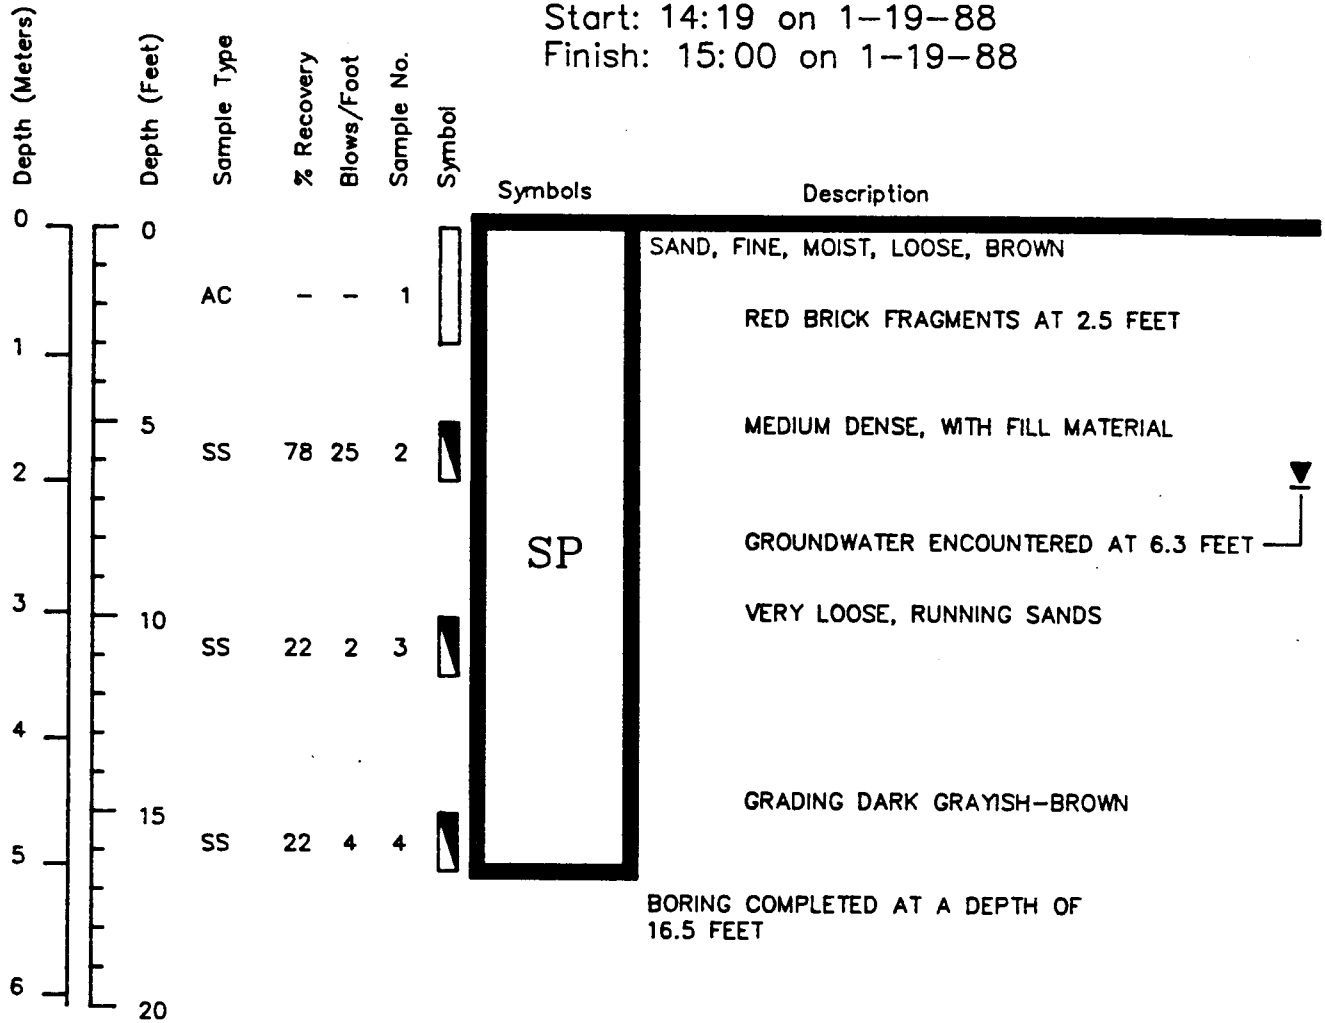 Start: 14:19 on 1-19-88
Finish: 15:00 on 1-19-88
Depth (Meters)
Depth (Feet)
Sample Type
% Recovery
Blows/Foot
Sample No.
Symbol
Symbols Description
0 0
SAND, FINE, MOIST, LOOSE, BROWN
AC - - 1
RED BRICK FRAGMENTS AT 2.5 FEET
1
5 MEDIUM DENSE, WITH FILL MATERIAL
SS 78 25 2
2
SP
GROUNDWATER ENCOUNTERED AT 6.3 FEET
3
10 VERY LOOSE, RUNNING SANDS
SS 22 2 3
4
GRADING DARK GRAYISH-BROWN
15
SS 22 4 4
5
BORING COMPLETED AT A DEPTH OF
16.5 FEET
6
20